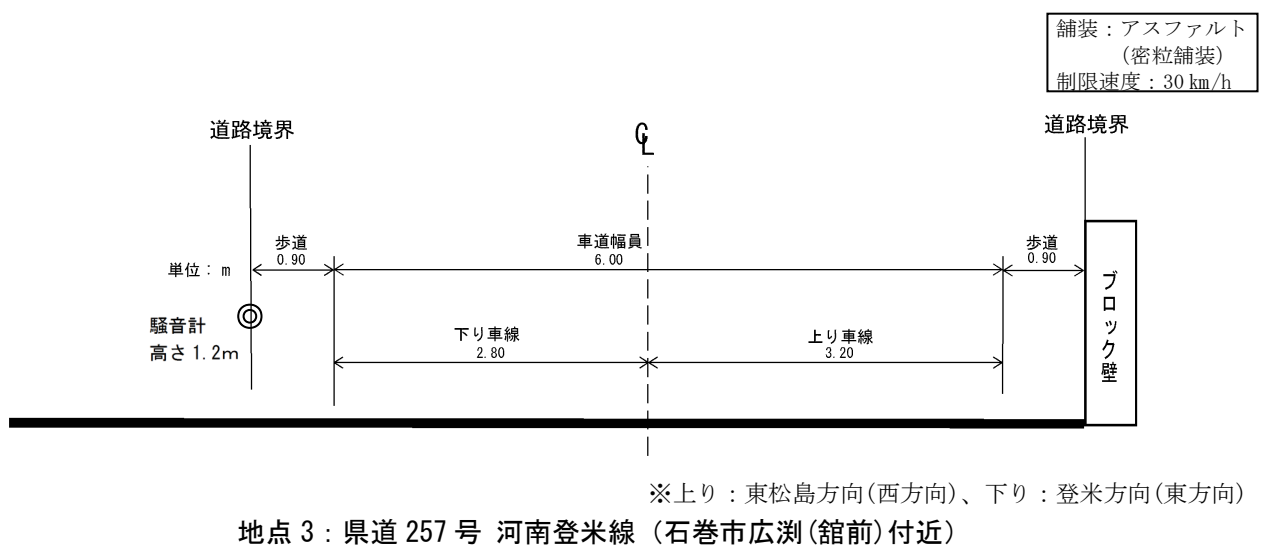 舗装：アスファルト
(密粒舗装)
制限速度：30 km/h
道路境界
℄
道路境界
歩道
0.90
車道幅員
6.00
歩道
0.90
単位：m
騒音計
高さ1.2m
下り車線
2.80
上り車線
3.20
ブロック壁
※上り：東松島方向(西方向)、下り：登米方向(東方向)
地点3：県道257号 河南登米線（石巻市広渕(舘前)付近）